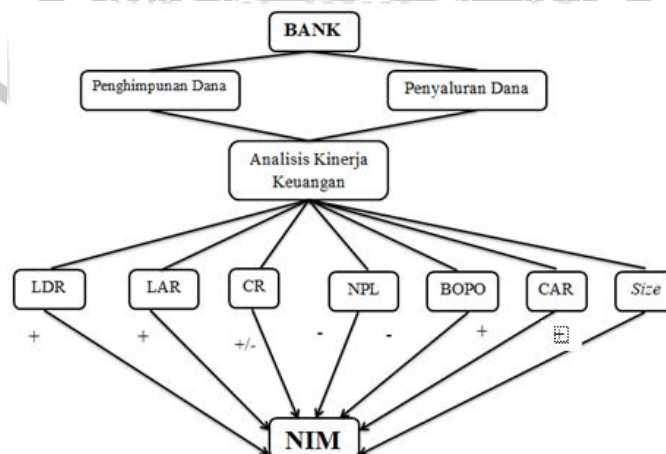 BANK
Penghimpunan Dana
Penyaluran Dana
Analisis Kinerja
Keuangan
LDR
LAR
CR
NPL
BOPO
CAR
Size
+
+
+/-
-
-
+
+
NIM